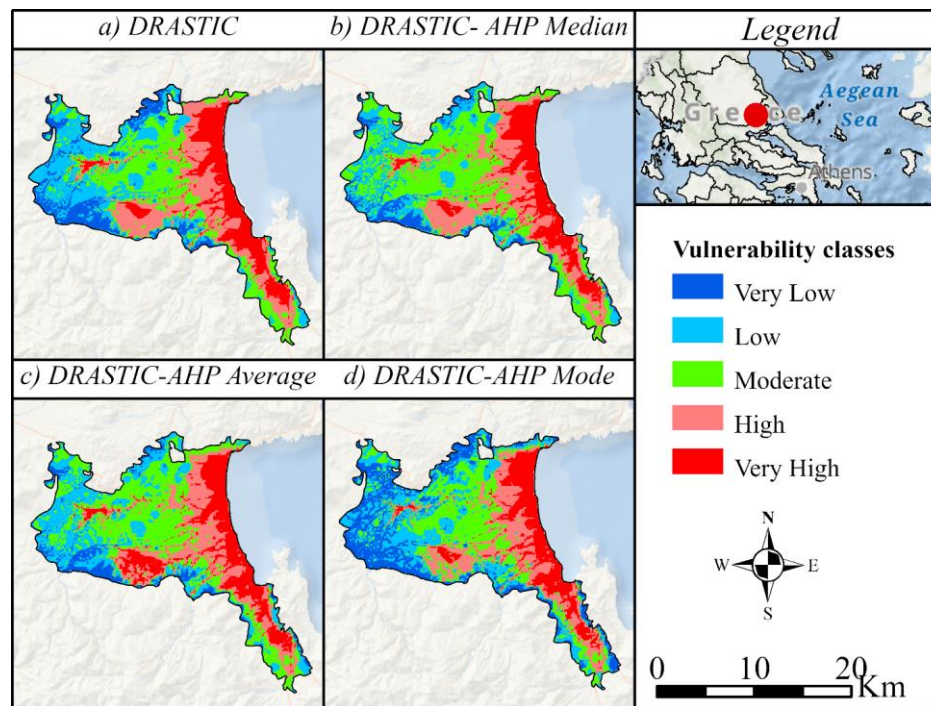 a) DRASTIC
b) DRASTIC- AHP Median
Legend
Greece
Aegean
Sea
Athens
Vulnerability classes
Very Low
Low
Moderate
High
Very High
c) DRASTIC-AHP Average
d) DRASTIC-AHP Mode
N
W
E
S
0
10
20
Km